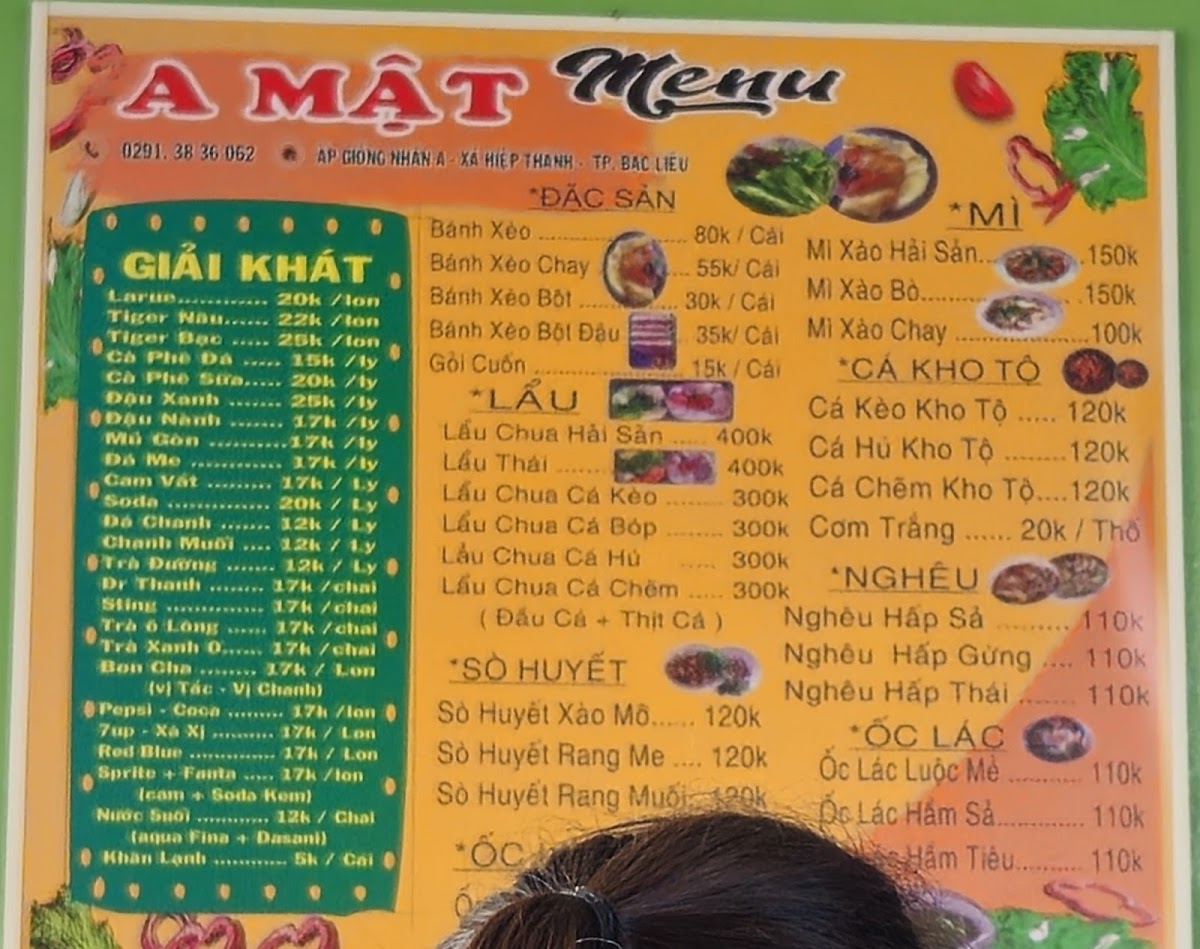 A MẬT Menu
0291. 38 36 062 ẤP GIỒNG NHÃN A - XÃ HIỆP THÀNH - TP. BẠC LIÊU
GIẢI KHÁT
Larue............ 20k /lon
Tiger Nâu...... 22k /lon
Tiger Bạc ...... 25k /lon
Cà Phê Đá ..... 15k /ly
Cà Phê Sữa..... 20k /ly
Đậu Xanh ....... 25k /ly
Đậu Nành ....... 17k /ly
Mủ Gòn .........17k /ly
Đá Me ............ 17k /ly
Cam Vắt ......... 17k / Ly
Soda ............... 20k / Ly
Đá Chanh ....... 12k / Ly
Chanh Muối .... 12k / Ly
Trà Đường ....... 12k / Ly
Dr Thanh ........ 17k /chai
Sting .............. 17k /chai
Trà ô Lông ...... 17k /chai
Trà Xanh O...... 17k /chai
Bon Cha ......... 17k / Lon
(vị Tắc - Vị Chanh)
Pepsi - Coca ......... 17k /lon
7up - Xá Xị ........... 17k / Lon
Red Blue .............. 17k / Lon
Sprite + Fanta ..... 17k /lon
(cam + Soda Kem)
Nước Suối ........... 12k / Chai
(aqua Fina + Dasani)
Khăn Lạnh ........... 5k / Cái
*ĐẶC SẢN
Bánh Xèo ........ 80k / Cái
Bánh Xèo Chay .... 55k/ Cái
Bánh Xèo Bột ............ 30k / Cái
Bánh Xèo Bột Đậu 35k/ Cái
Gỏi Cuốn .................... 15k / Cái
*LẨU
Lẩu Chua Hải Sản ..... 400k
Lẩu Thái ....... 400k
Lẩu Chua Cá Kèo ........ 300k
Lẩu Chua Cá Bóp ....... 300k
Lẩu Chua Cá Hú ..... 300k
Lẩu Chua Cá Chẽm .... 300k
( Đầu Cá + Thịt Cá )
*SÒ HUYẾT
Sò Huyết Xào Mỡ...... 120k
Sò Huyết Rang Me .... 120k
Sò Huyết Rang Muối. 120k
*ỐC
*MÌ
Mì Xào Hải Sản.... 150k
Mì Xào Bò....... 150k
Mì Xào Chay ...................100k
*CÁ KHO TỘ
Cá Kèo Kho Tộ ..... 120k
Cá Hú Kho Tộ ........120k
Cá Chẽm Kho Tộ....120k
Cơm Trắng ...... 20k / Thố
*NGHÊU
Nghêu Hấp Sả ......... 110k
Nghêu Hấp Gừng .... 110k
Nghêu Hấp Thái ....... 110k
*ỐC LÁC
Ốc Lác Luộc Mẻ .......... 110k
Ốc Lác Hầm Sả............ 110k
Hầm Tiêu.......... 110k